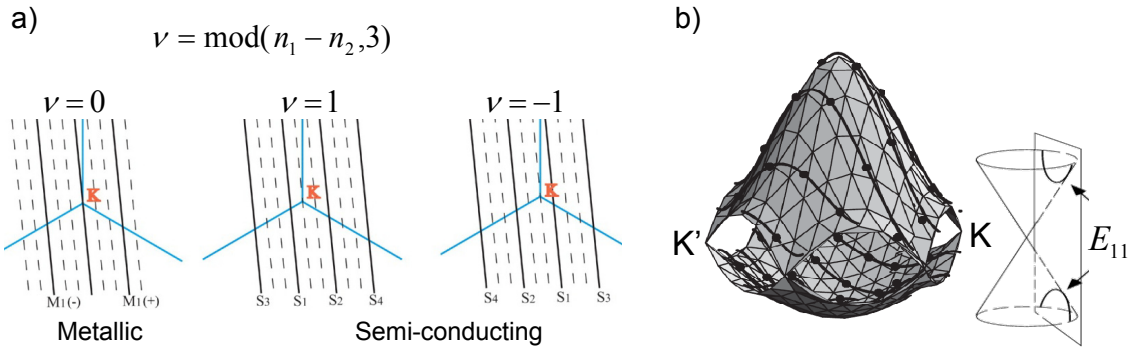 a)
ν = mod(n₁ − n₂,3)
ν = 0
ν = 1
ν = −1
K
K
K
M1(-)
M1(+)
S3
S1
S2
S4
S4
S2
S1
S3
Metallic
Semi-conducting
b)
K'
K
E₁₁